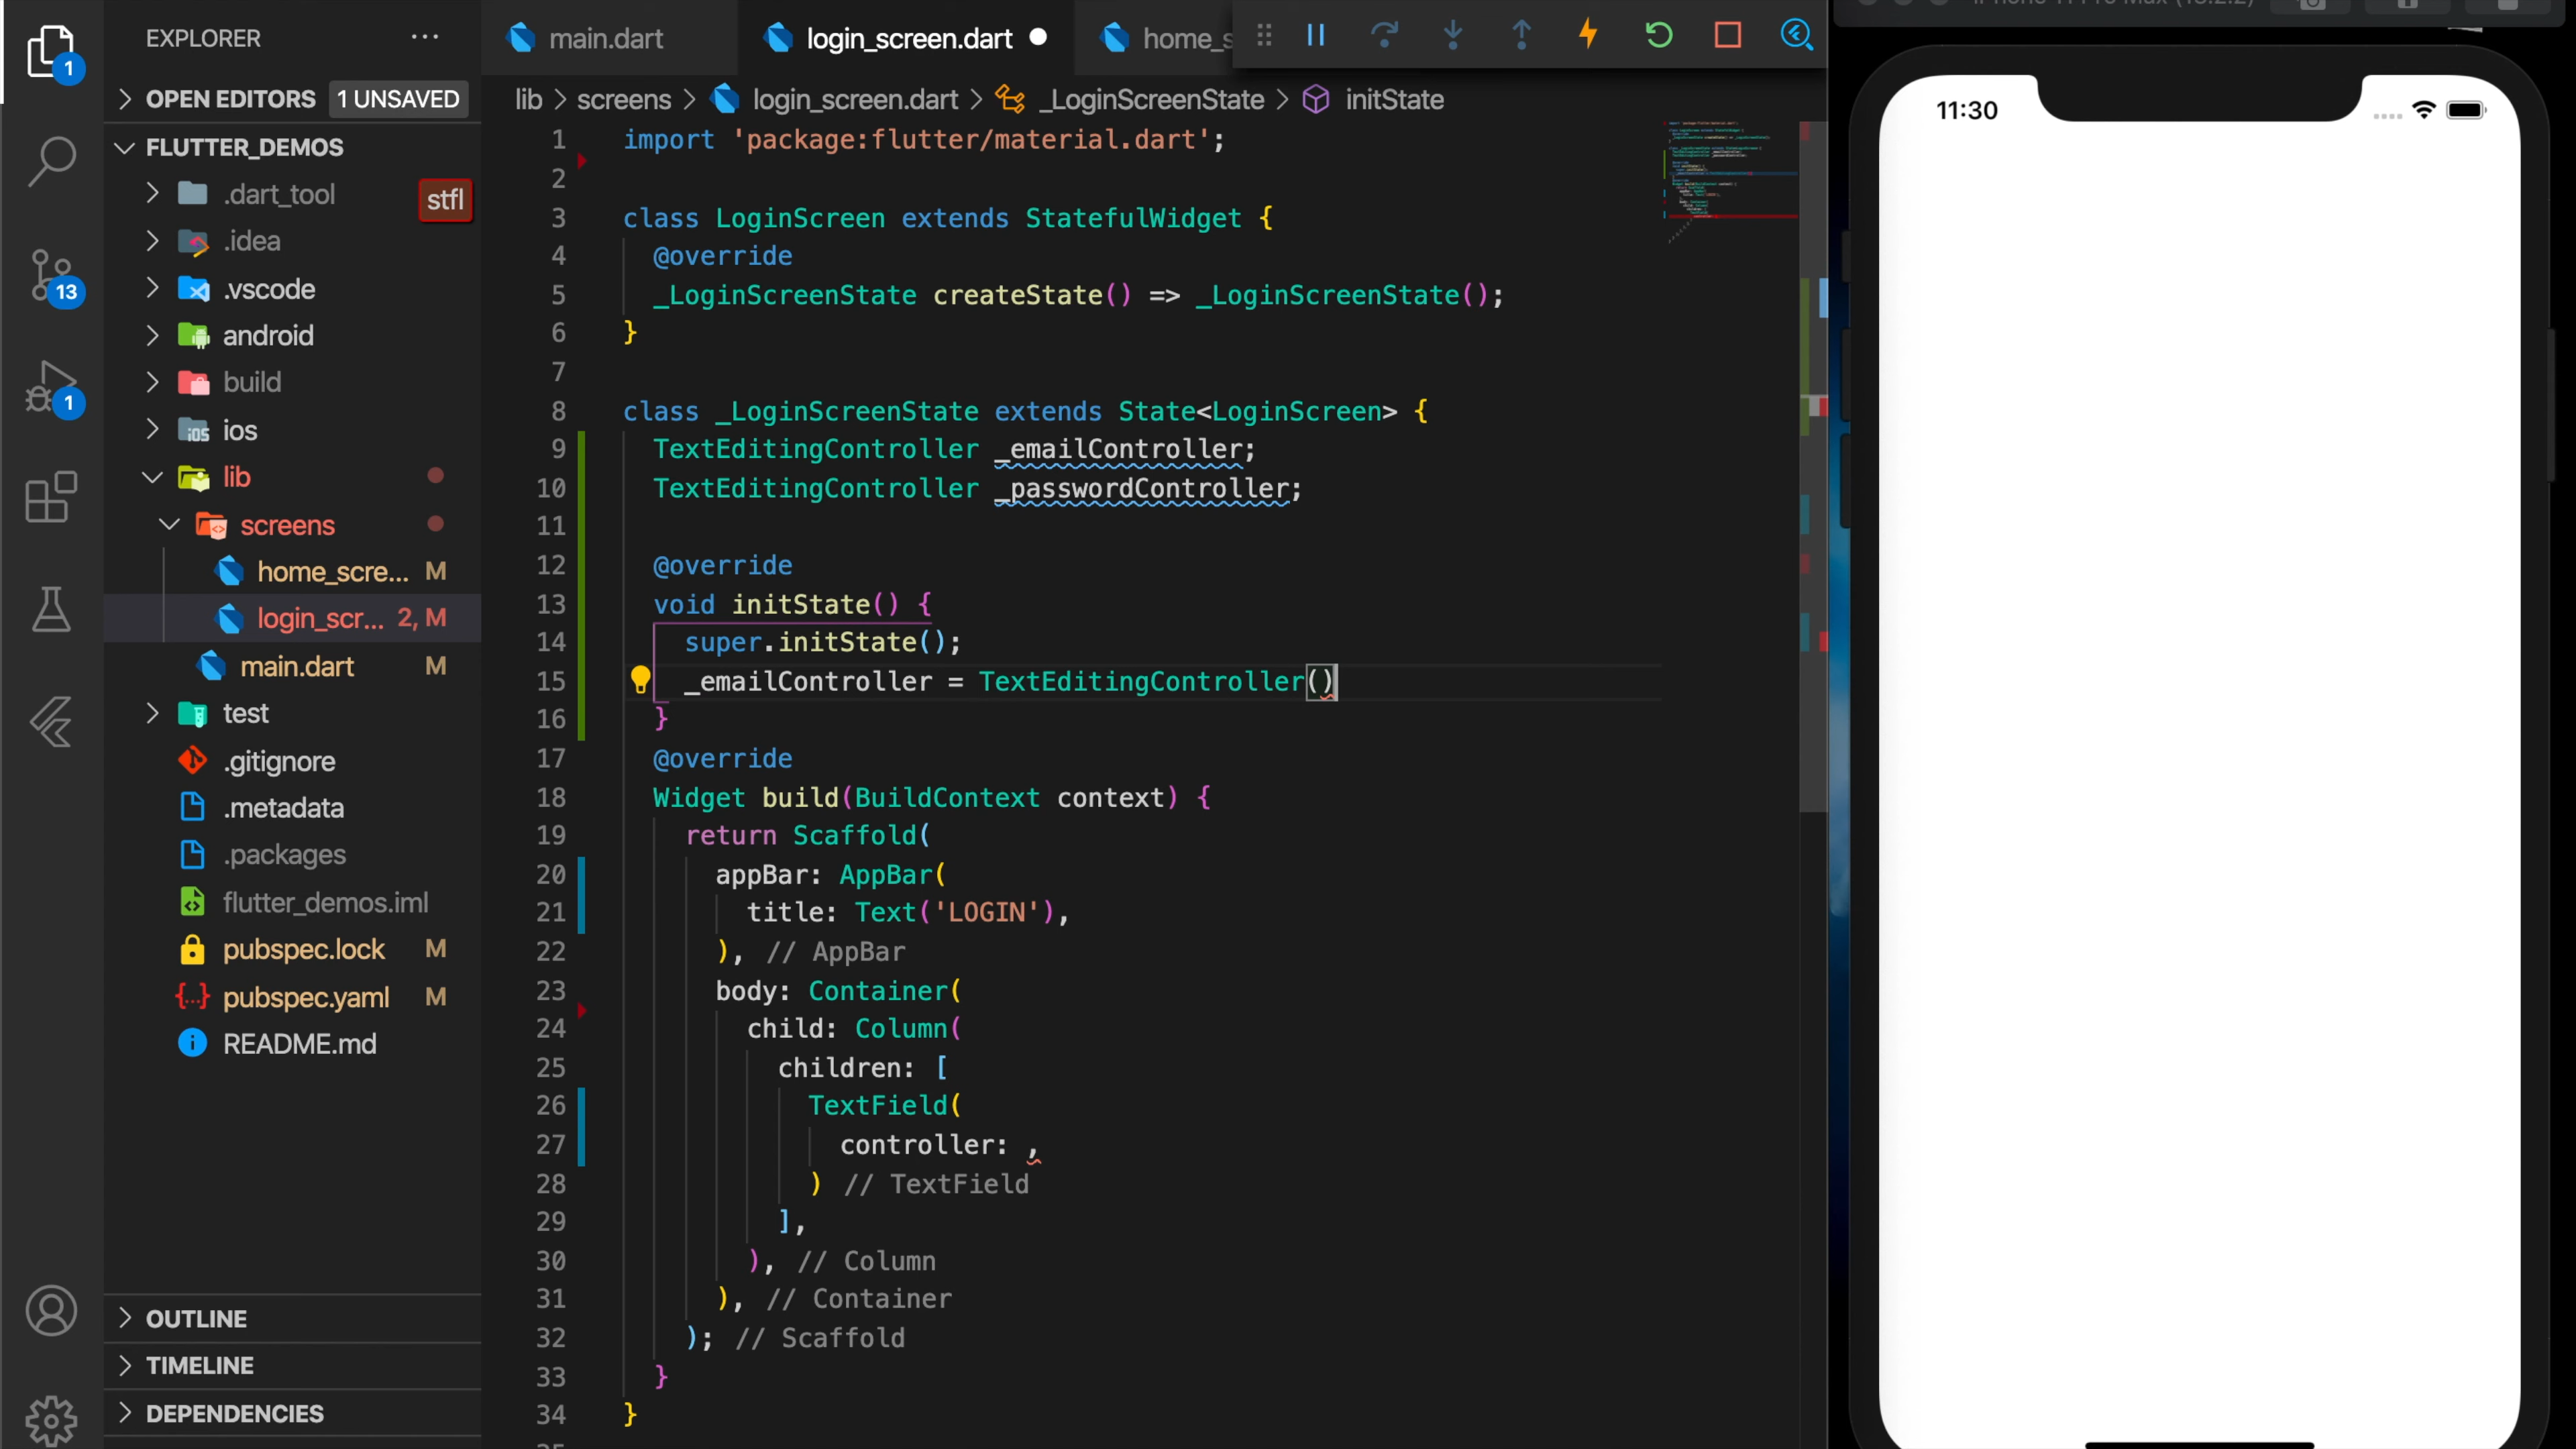 EXPLORER
OPEN EDITORS 1 UNSAVED
FLUTTER_DEMOS
.dart_tool
stfl
.idea
.vscode
android
build
ios
lib
screens
home_scre... M
login_scr... 2, M
main.dart M
test
.gitignore
.metadata
.packages
flutter_demos.iml
pubspec.lock M
pubspec.yaml M
README.md
OUTLINE
TIMELINE
DEPENDENCIES
1
13
1
main.dart
login_screen.dart
home_s
lib > screens > login_screen.dart > _LoginScreenState > initState
1 import 'package:flutter/material.dart';
2
3 class LoginScreen extends StatefulWidget {
4 @override
5 _LoginScreenState createState() => _LoginScreenState();
6 }
7
8 class _LoginScreenState extends State<LoginScreen> {
9 TextEditingController _emailController;
10 TextEditingController _passwordController;
11
12 @override
13 void initState() {
14 super.initState();
15 _emailController = TextEditingController()
16 }
17 @override
18 Widget build(BuildContext context) {
19 return Scaffold(
20 appBar: AppBar(
21 title: Text('LOGIN'),
22 ), // AppBar
23 body: Container(
24 child: Column(
25 children: [
26 TextField(
27 controller: ,
28 ) // TextField
29 ],
30 ), // Column
31 ), // Container
32 ); // Scaffold
33 }
34 }
11:30